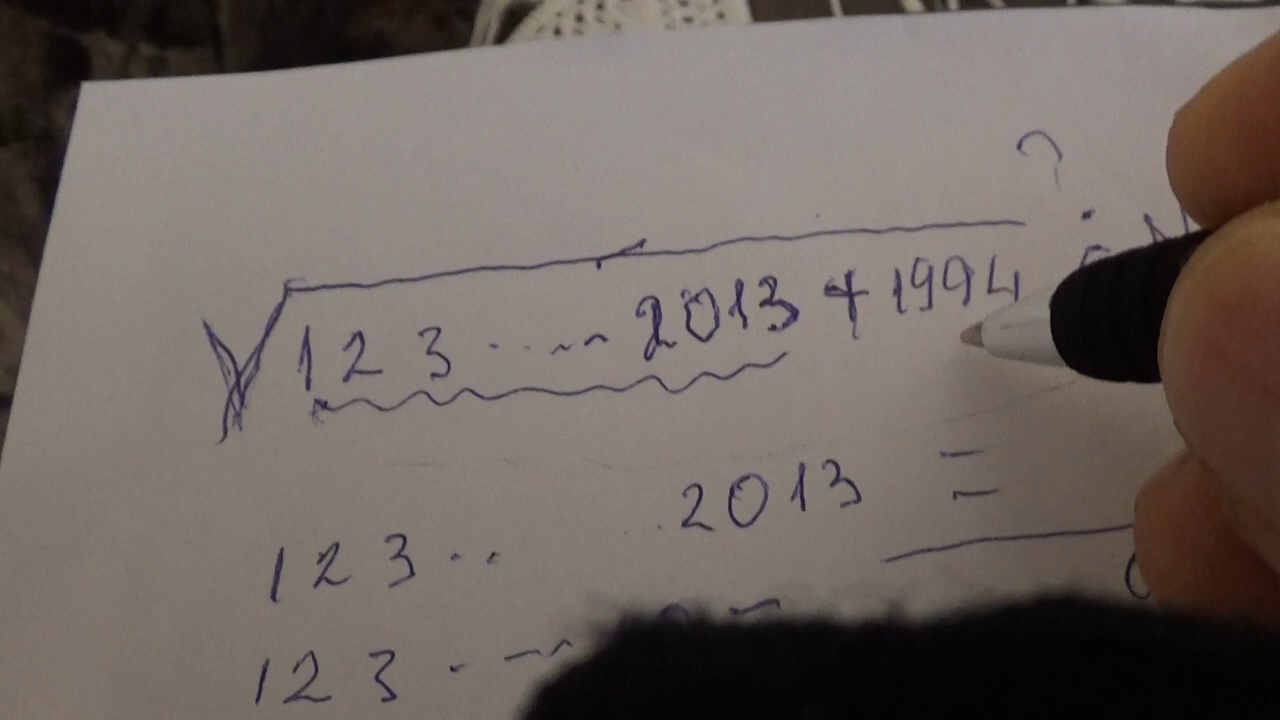 ?
√123.....2013 + 1994
123.. 2013 =
123